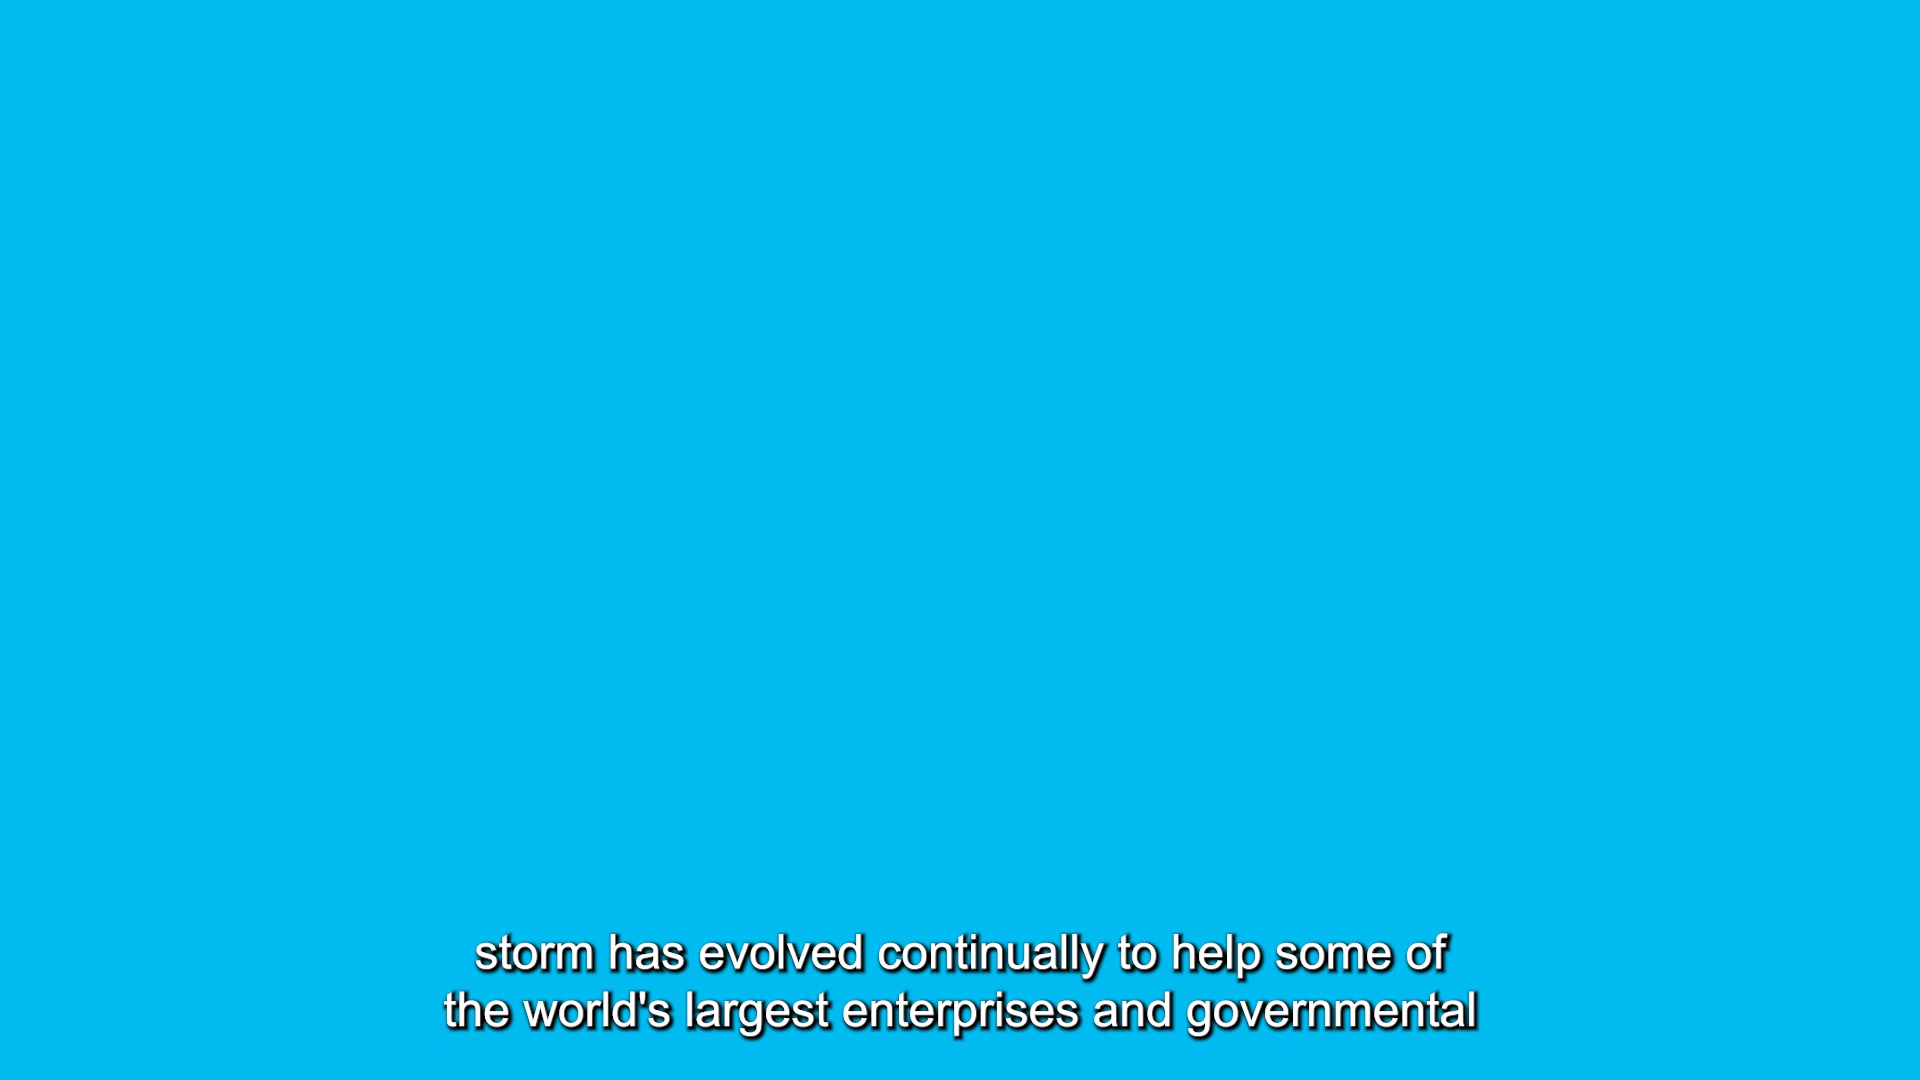 storm has evolved continually to help some of
the world's largest enterprises and governmental